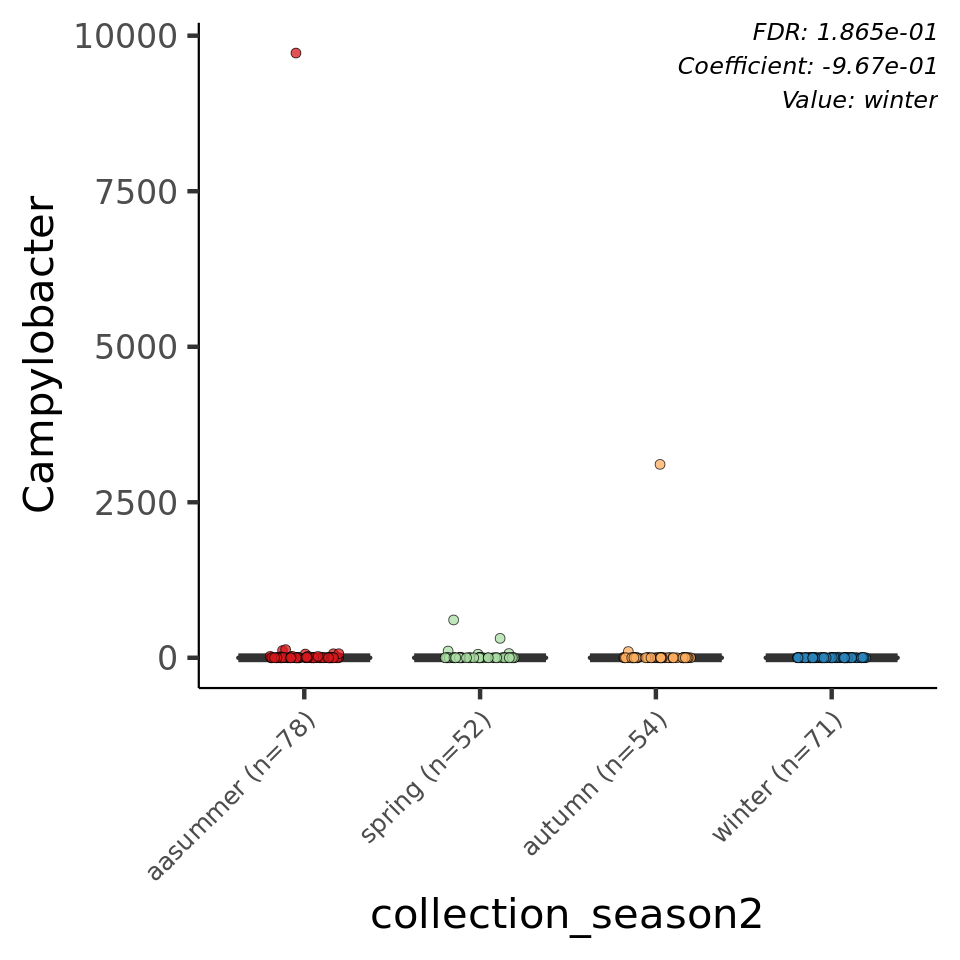 FDR: 1.865e-01
Coefficient: -9.67e-01
Value: winter
Campylobacter
10000
7500
5000
2500
0
aasummer (n=78)
spring (n=52)
autumn (n=54)
winter (n=71)
collection_season2